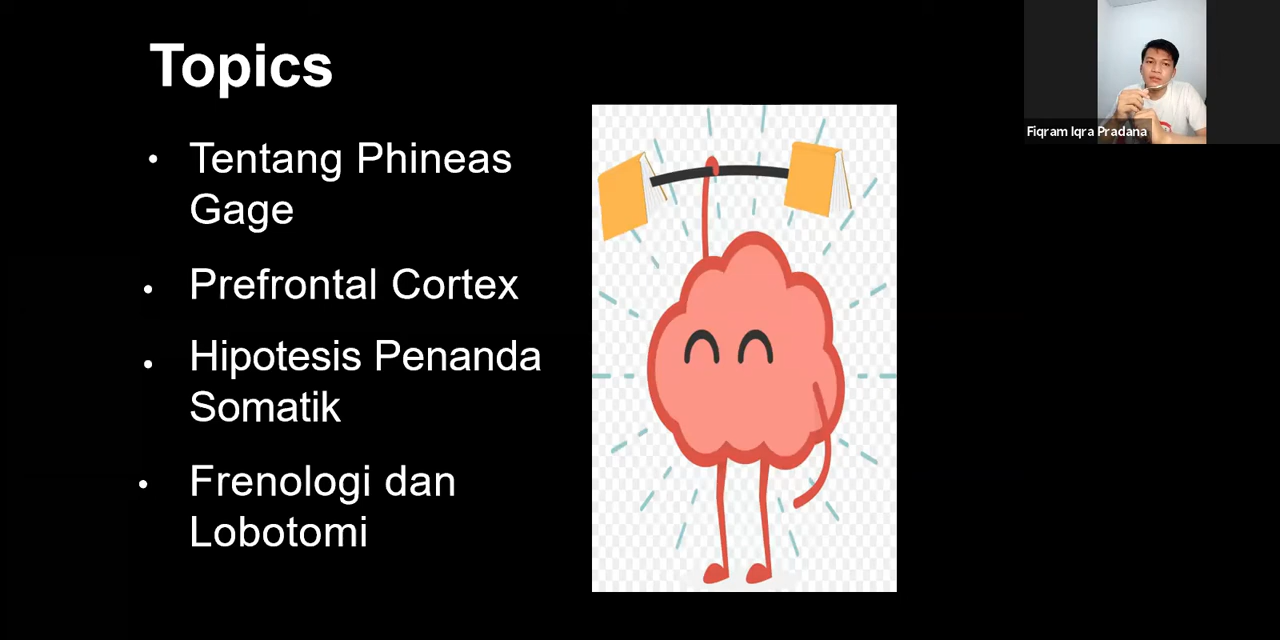 Topics
Tentang Phineas
Gage
Prefrontal Cortex
Hipotesis Penanda
Somatik
Frenologi dan
Lobotomi
Fiqram Iqra Pradana